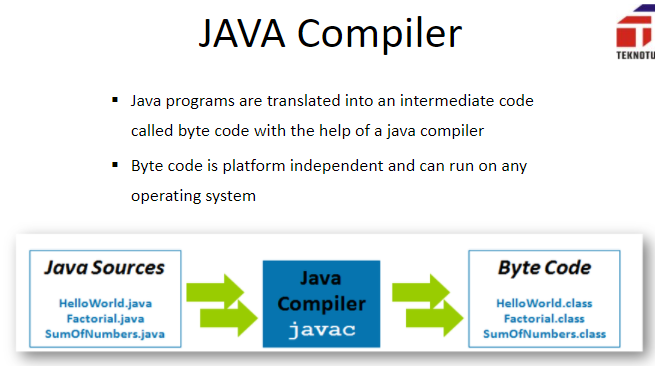 JAVA Compiler
TEKNOTU
▪ Java programs are translated into an intermediate code
called byte code with the help of a java compiler
▪ Byte code is platform independent and can run on any
operating system
Java Sources
HelloWorld.java
Factorial.java
SumOfNumbers.java
Java
Compiler
javac
Byte Code
HelloWorld.class
Factorial.class
SumOfNumbers.class